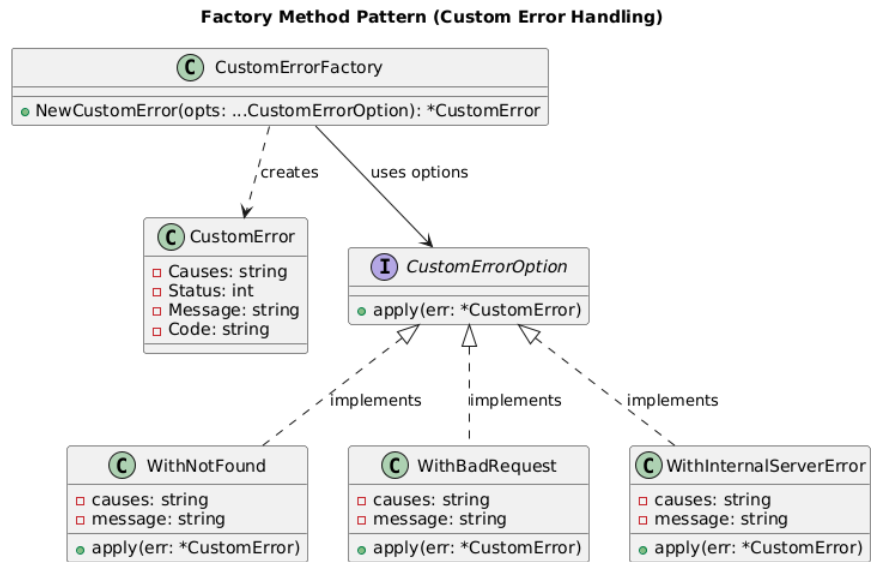 Factory Method Pattern (Custom Error Handling)
C CustomErrorFactory
NewCustomError(opts: ...CustomErrorOption): *CustomError
creates
uses options
C CustomError
Causes: string
Status: int
Message: string
Code: string
I CustomErrorOption
apply(err: *CustomError)
implements
implements
implements
C WithNotFound
causes: string
message: string
apply(err: *CustomError)
C WithBadRequest
causes: string
message: string
apply(err: *CustomError)
C WithInternalServerError
causes: string
message: string
apply(err: *CustomError)